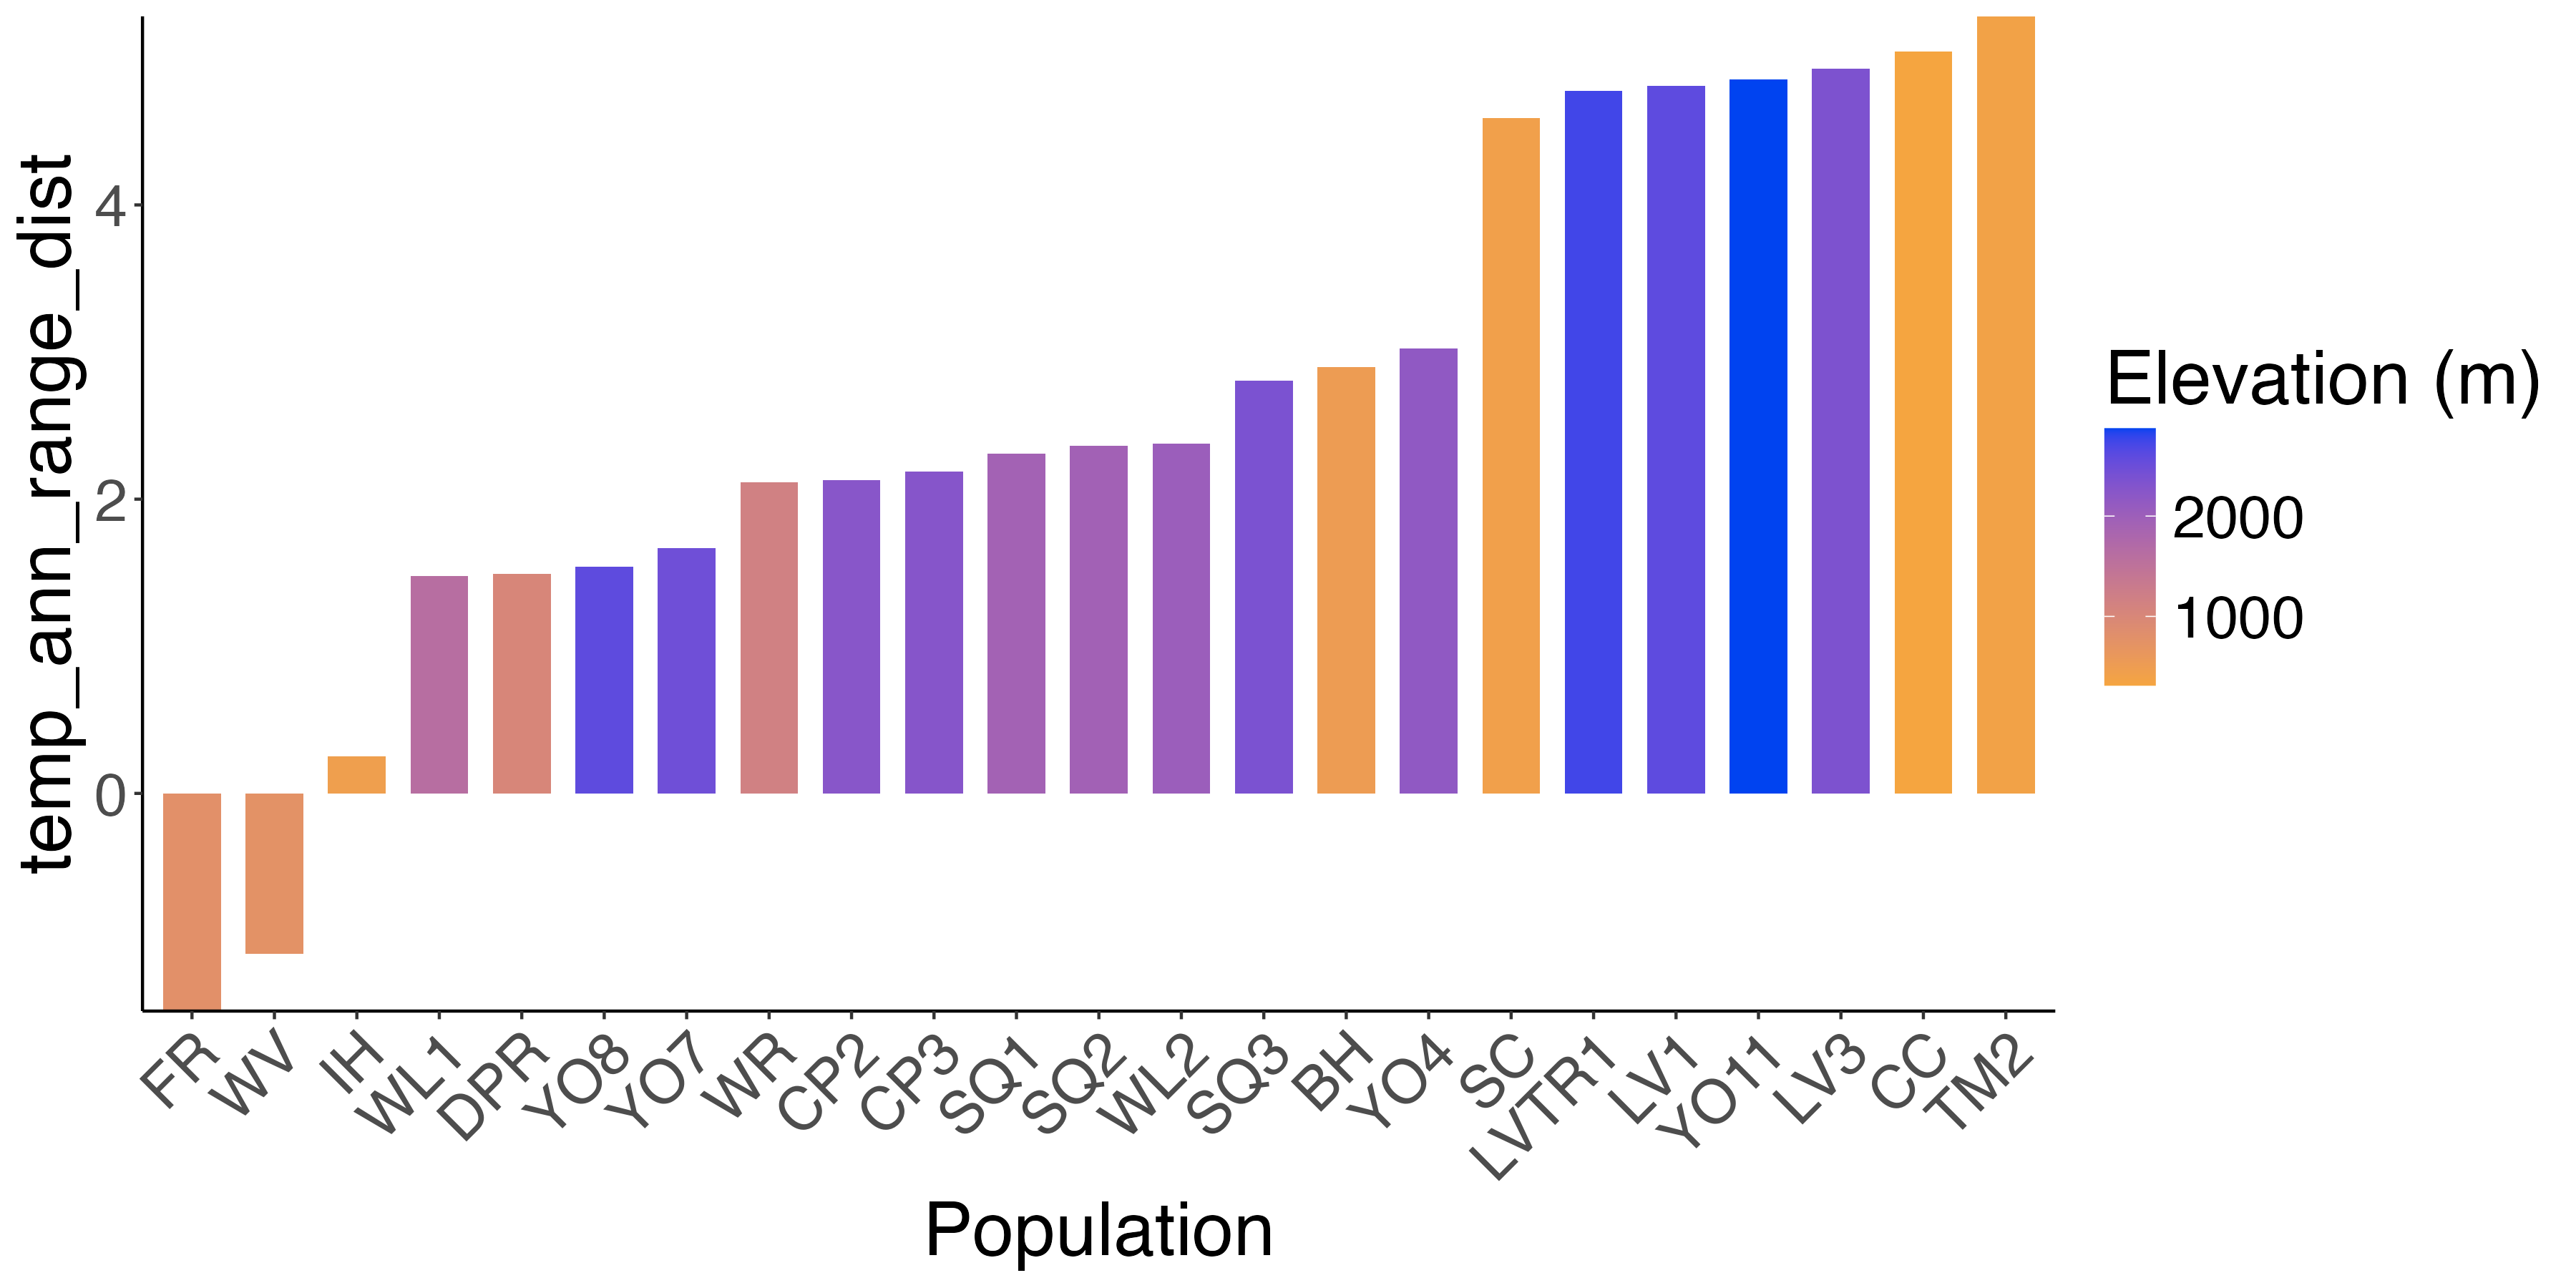 temp_ann_range_dist
4
2
0
FR WV IH WL1 DPR YO8 YO7 WR CP2 CP3 SQ1 SQ2 WL2 SQ3 BH YO4 SC LVTR1 LV1 YO11 LV3 CC TM2
Population
Elevation (m)
2000
1000